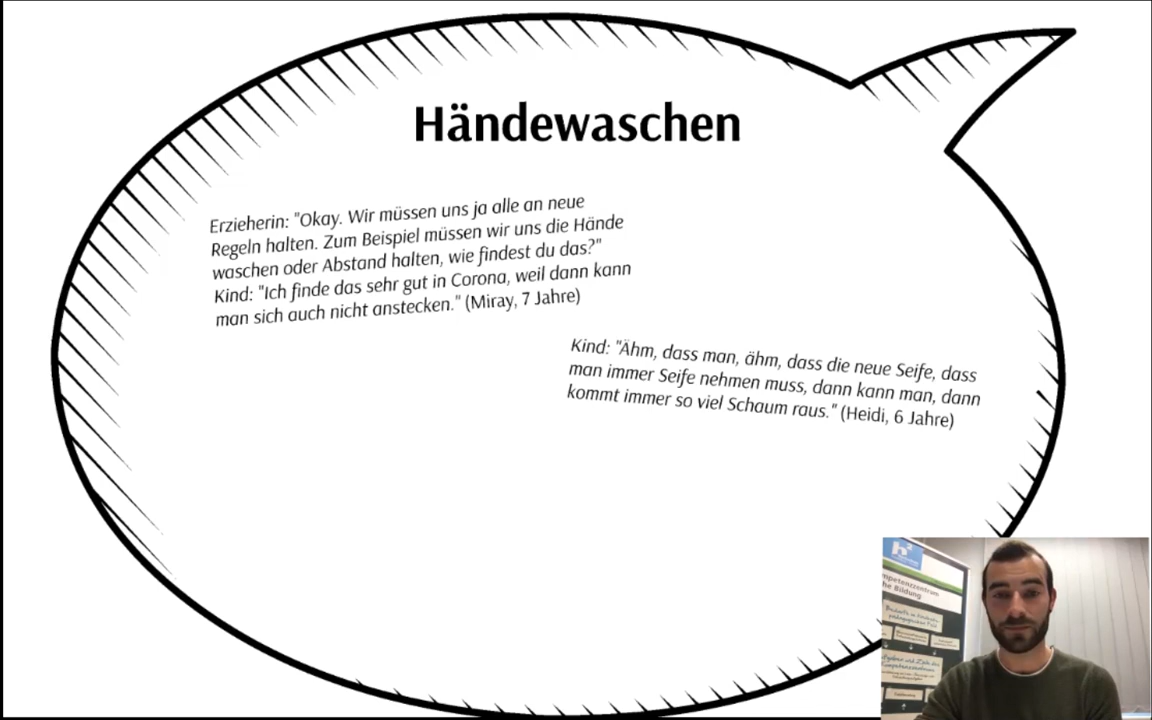 Händewaschen
Erzieherin: "Okay. Wir müssen uns ja alle an neue
Regeln halten. Zum Beispiel müssen wir uns die Hände
waschen oder Abstand halten, wie findest du das?"
Kind: "Ich finde das sehr gut in Corona, weil dann kann
man sich auch nicht anstecken." (Miray, 7 Jahre)
Kind: "Ähm, dass man, ähm, dass die neue Seife, dass
man immer Seife nehmen muss, dann kann man, dann
kommt immer so viel Schaum raus." (Heidi, 6 Jahre)
h²